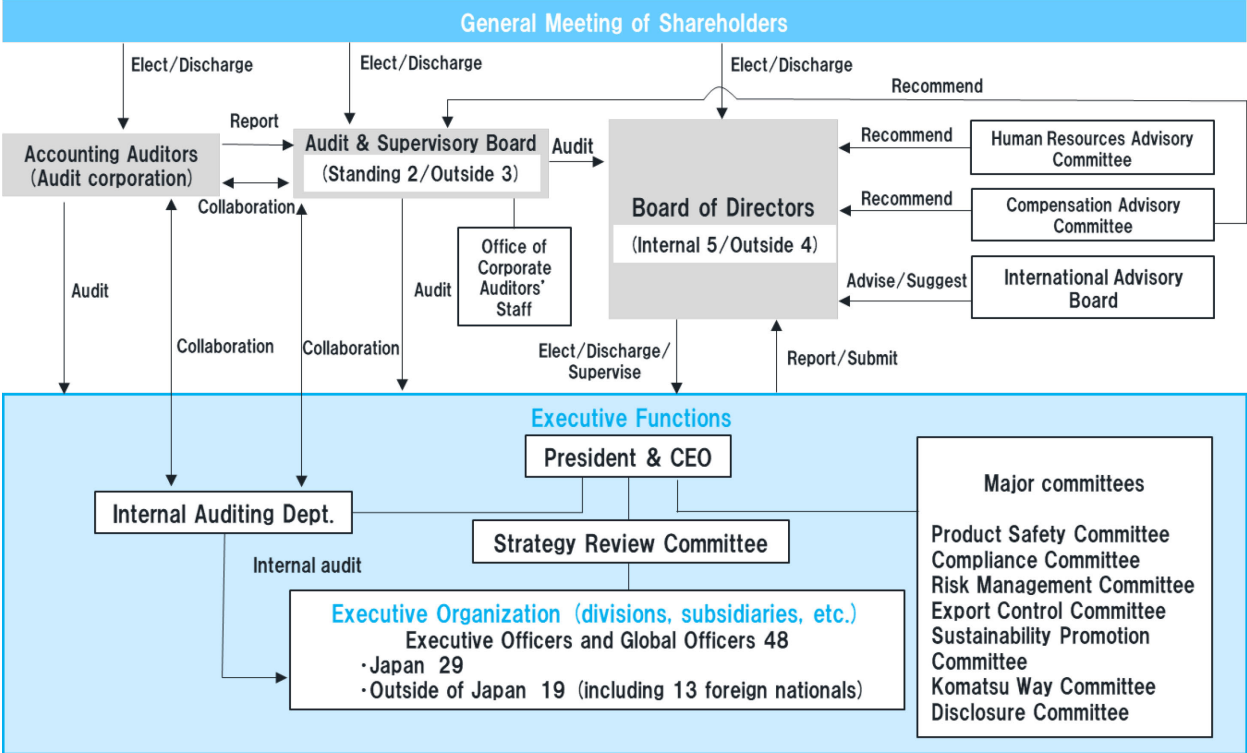 General Meeting of Shareholders
Elect/Discharge
Elect/Discharge
Elect/Discharge
Recommend
Accounting Auditors
(Audit corporation)
Report
Collaboration
Audit & Supervisory Board
(Standing 2/Outside 3)
Audit
Board of Directors
(Internal 5/Outside 4)
Recommend
Human Resources Advisory
Committee
Recommend
Compensation Advisory
Committee
Advise/Suggest
International Advisory
Board
Office of
Corporate
Auditors'
Staff
Audit
Collaboration
Collaboration
Audit
Elect/Discharge/
Supervise
Report/Submit
Executive Functions
President & CEO
Internal Auditing Dept.
Strategy Review Committee
Internal audit
Executive Organization (divisions, subsidiaries, etc.)
Executive Officers and Global Officers 48
・Japan 29
・Outside of Japan 19 (including 13 foreign nationals)
Major committees
Product Safety Committee
Compliance Committee
Risk Management Committee
Export Control Committee
Sustainability Promotion
Committee
Komatsu Way Committee
Disclosure Committee